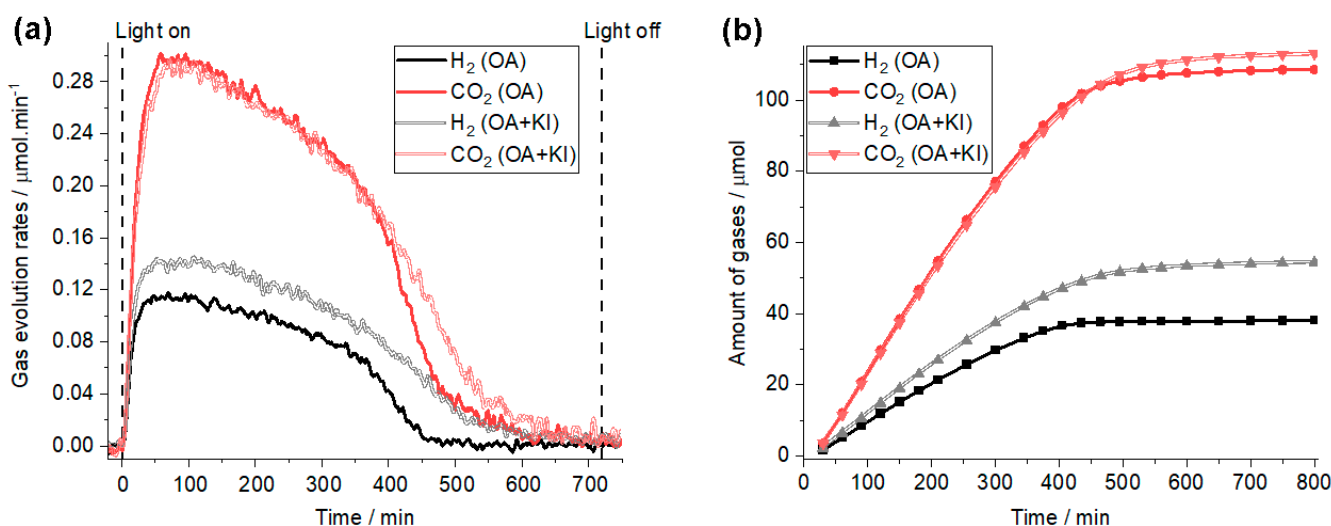 (a)
Light on
Light off
H₂ (OA)
CO₂ (OA)
H₂ (OA+KI)
CO₂ (OA+KI)
0.28
0.24
0.20
0.16
0.12
0.08
0.04
0.00
Gas evolution rates / μmol.min⁻¹
0 100 200 300 400 500 600 700
Time / min
(b)
H₂ (OA)
CO₂ (OA)
H₂ (OA+KI)
CO₂ (OA+KI)
100
80
60
40
20
0
Amount of gases / μmol
0 100 200 300 400 500 600 700 800
Time / min